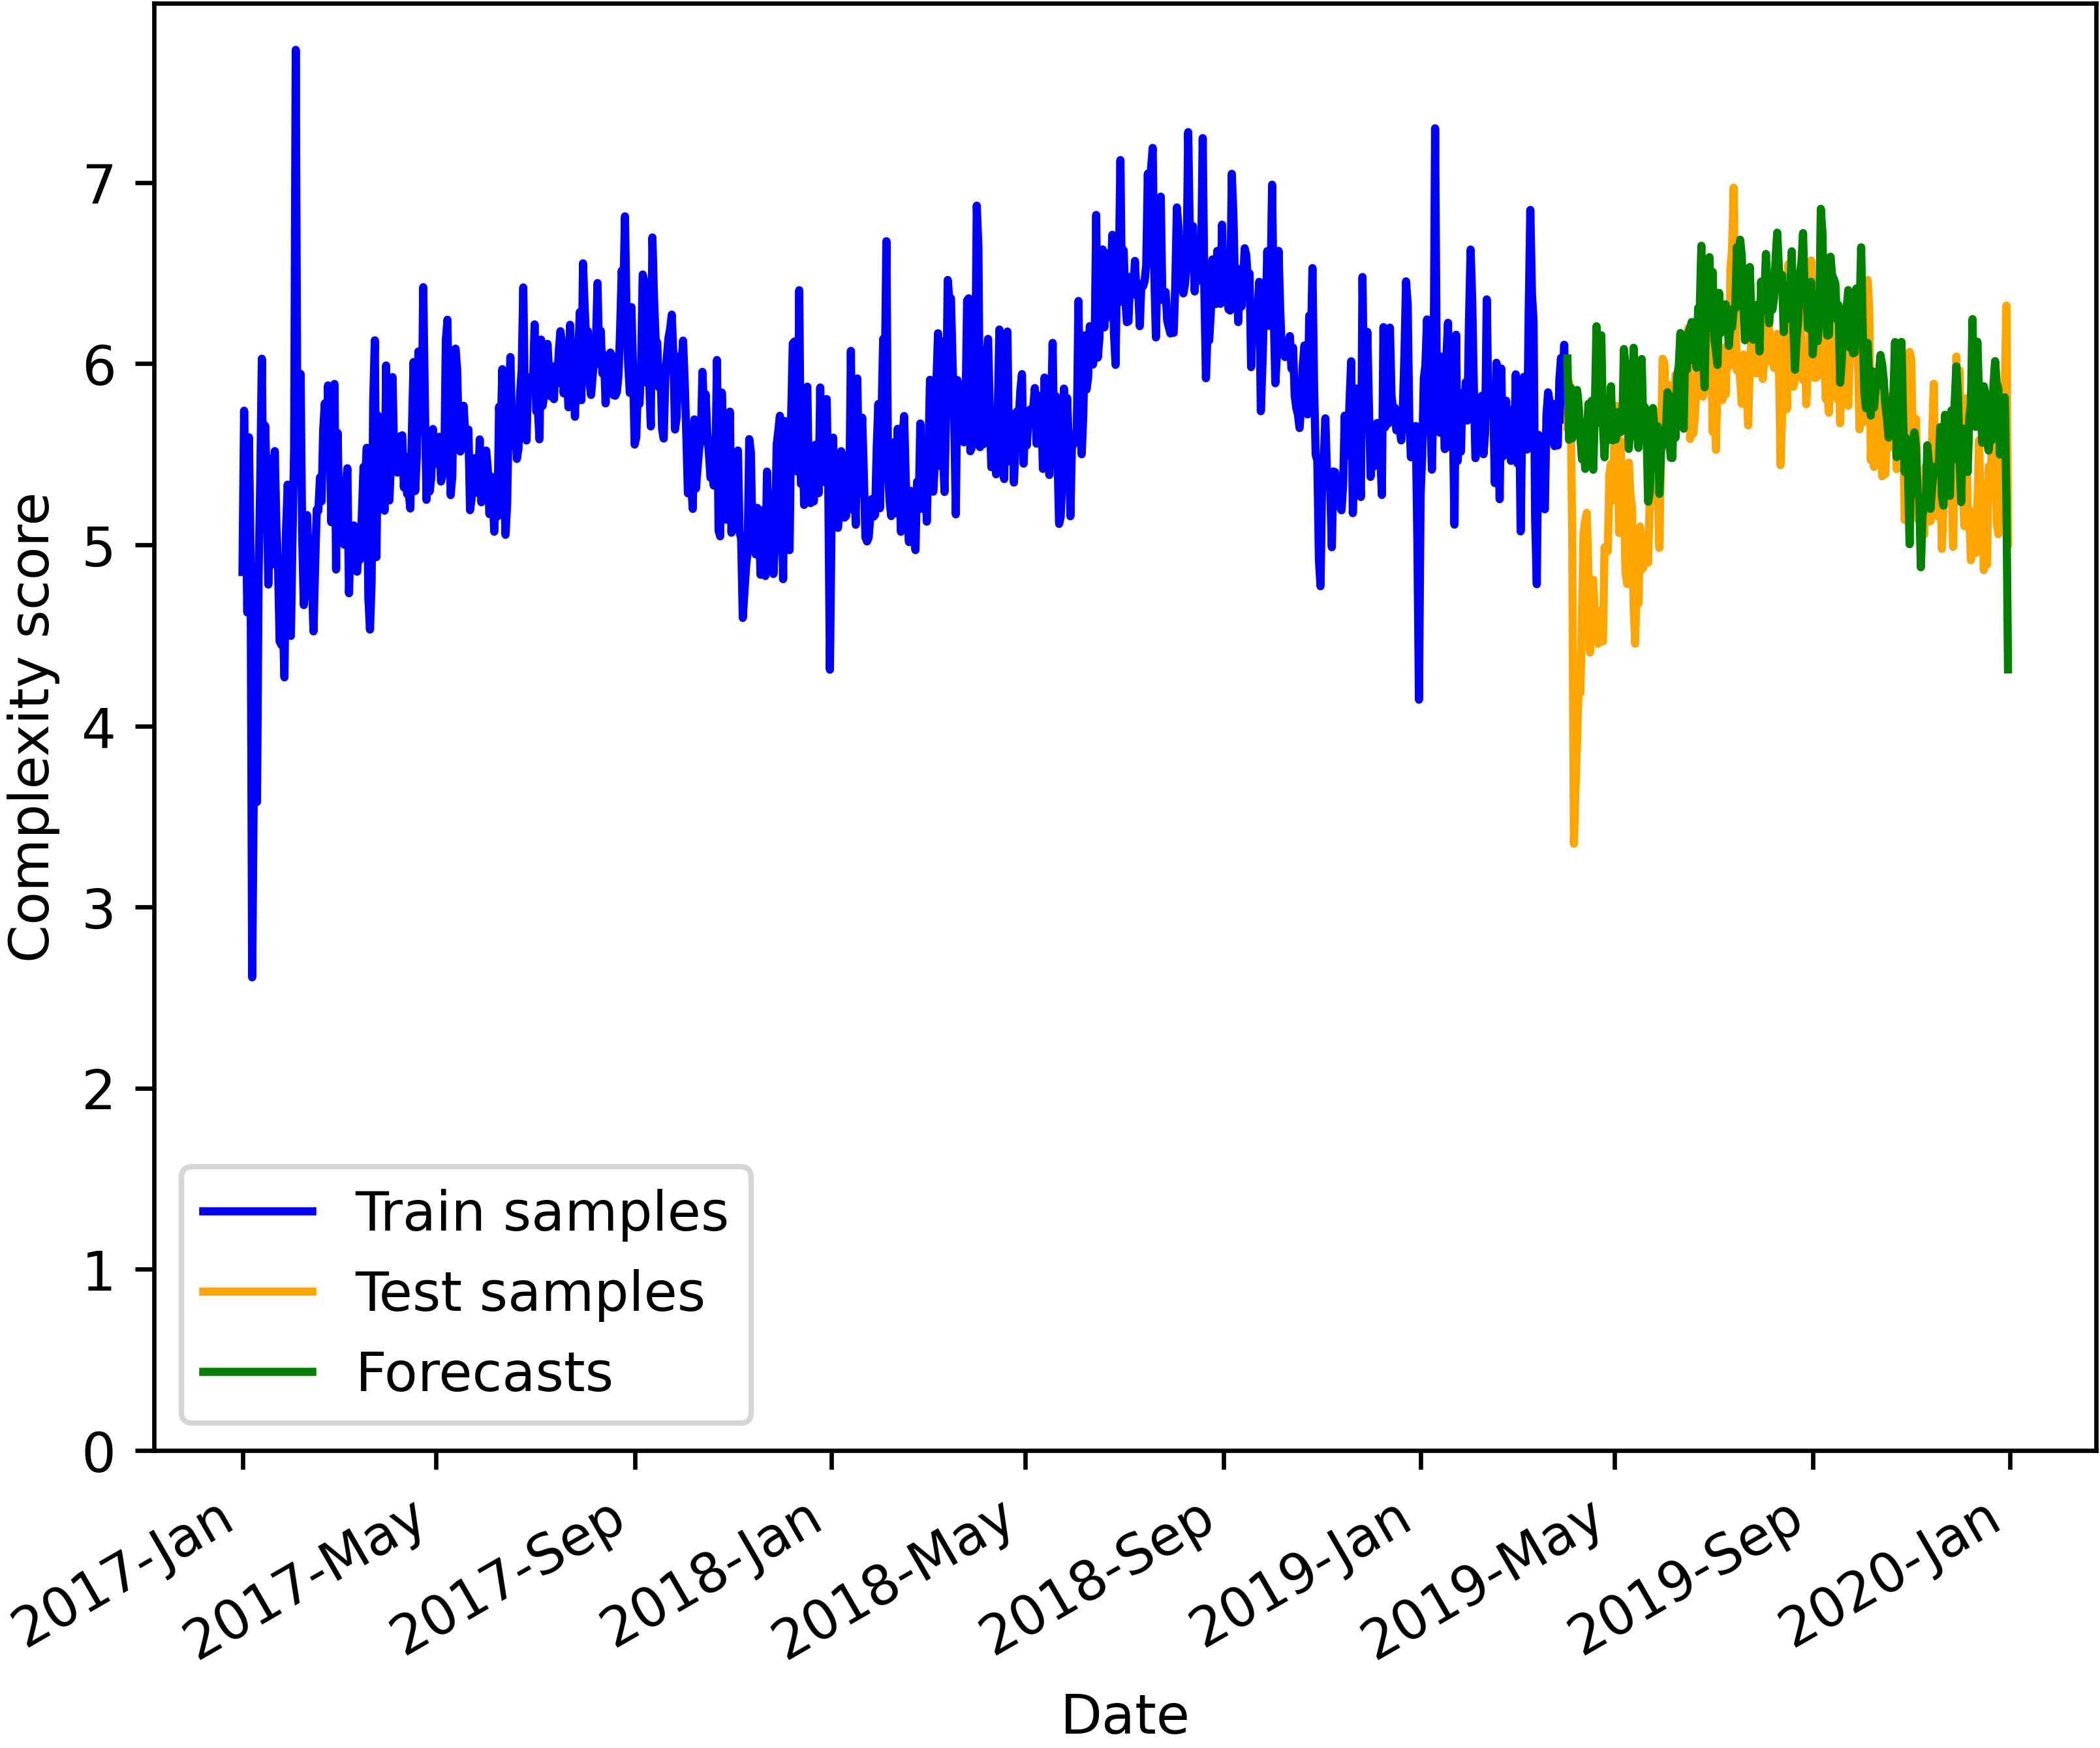 Complexity score
7
6
5
4
3
2
1
0
Train samples
Test samples
Forecasts
2017-Jan
2017-May
2017-Sep
2018-Jan
2018-May
2018-Sep
2019-Jan
2019-May
2019-Sep
2020-Jan
Date